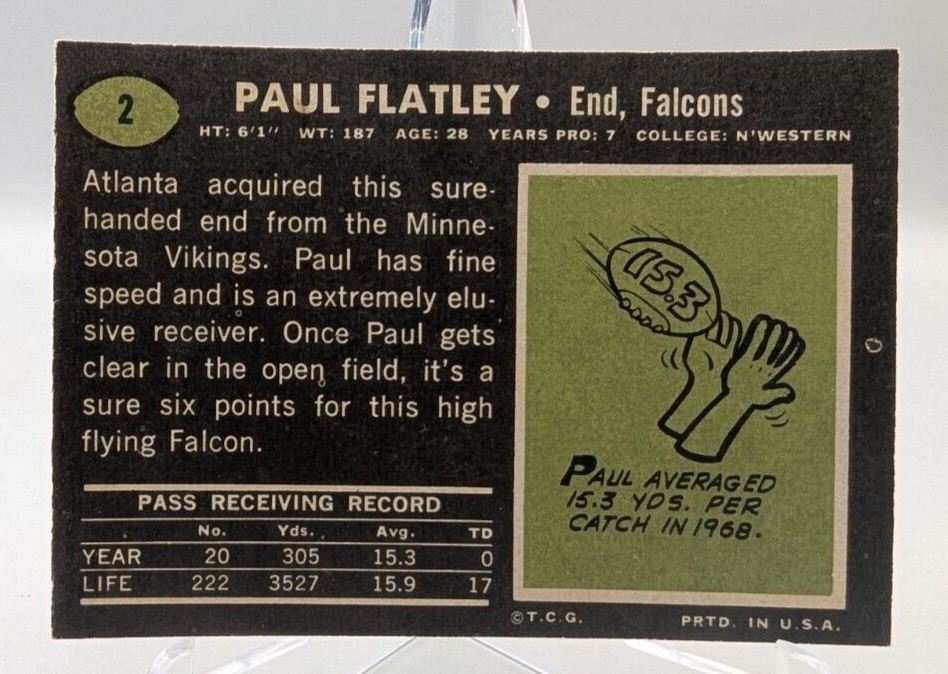 2
PAUL FLATLEY • End, Falcons
HT: 6'1" WT: 187 AGE: 28 YEARS PRO: 7 COLLEGE: N'WESTERN
Atlanta acquired this sure-
handed end from the Minne-
sota Vikings. Paul has fine
speed and is an extremely elu-
sive receiver. Once Paul gets
clear in the open field, it's a
sure six points for this high
flying Falcon.
PASS RECEIVING RECORD
No. Yds. Avg. TD
YEAR 20 305 15.3 0
LIFE 222 3527 15.9 17
15.3
PAUL AVERAGED
15.3 YDS. PER
CATCH IN 1968.
©T.C.G. PRTD. IN U.S.A.